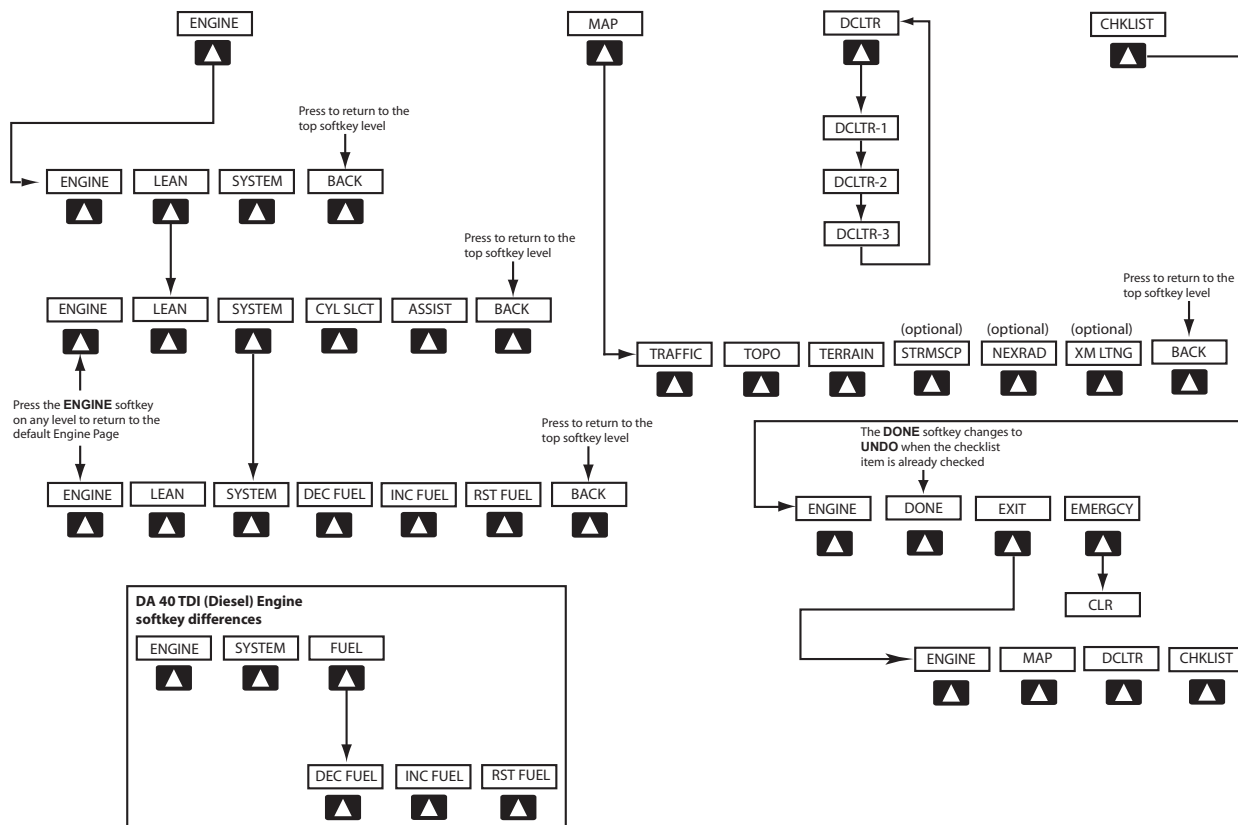 ENGINE
MAP
DCLTR
CHKLIST
Press to return to the
top softkey level
DCLTR-1
DCLTR-2
DCLTR-3
ENGINE
LEAN
SYSTEM
BACK
Press to return to the
top softkey level
ENGINE
LEAN
SYSTEM
CYL SLCT
ASSIST
BACK
Press to return to the
top softkey level
(optional)
(optional)
(optional)
TRAFFIC
TOPO
TERRAIN
STRMSCP
NEXRAD
XM LTNG
BACK
Press the ENGINE softkey
on any level to return to the
default Engine Page
Press to return to the
top softkey level
ENGINE
LEAN
SYSTEM
DEC FUEL
INC FUEL
RST FUEL
BACK
The DONE softkey changes to
UNDO when the checklist
item is already checked
ENGINE
DONE
EXIT
EMERGCY
CLR
ENGINE
MAP
DCLTR
CHKLIST
DA 40 TDI (Diesel) Engine
softkey differences
ENGINE
SYSTEM
FUEL
DEC FUEL
INC FUEL
RST FUEL